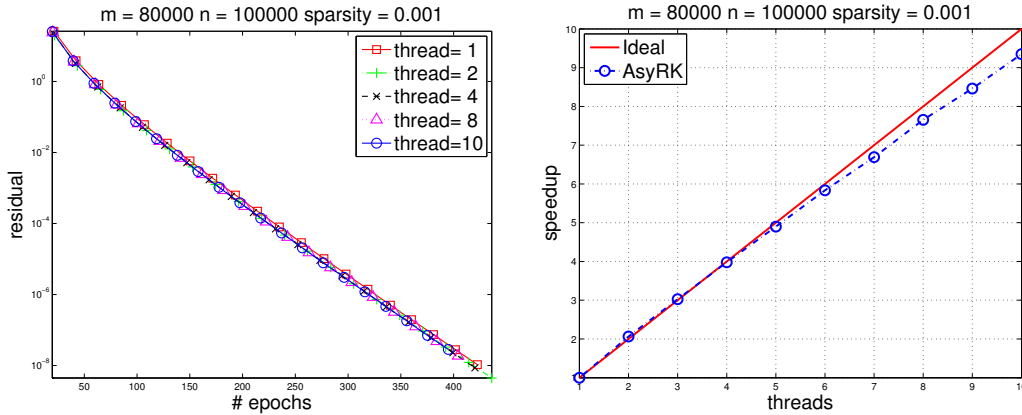 m = 80000 n = 100000 sparsity = 0.001
thread= 1
thread= 2
thread= 4
thread= 8
thread=10
10^0
10^-2
10^-4
10^-6
10^-8
residual
50 100 150 200 250 300 350 400
# epochs
m = 80000 n = 100000 sparsity = 0.001
Ideal
AsyRK
10
9
8
7
6
5
4
3
2
1
speedup
1 2 3 4 5 6 7 8 9 10
threads